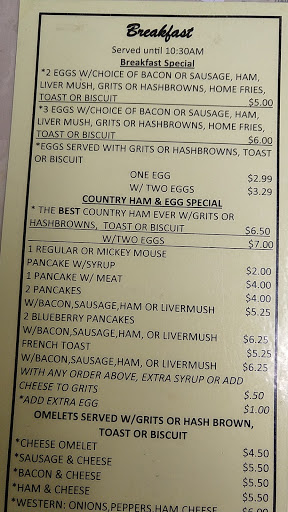 Breakfast
Served until 10:30AM
Breakfast Special
*2 EGGS W/CHOICE OF BACON OR SAUSAGE, HAM,
LIVER MUSH, GRITS OR HASHBROWNS, HOME FRIES,
TOAST OR BISCUIT $5.00
*3 EGGS W/CHOICE OF BACON OR SAUSAGE, HAM,
LIVER MUSH, GRITS OR HASHBROWNS, HOME FRIES,
TOAST OR BISCUIT $6.00
*EGGS SERVED WITH GRITS OR HASHBROWNS, TOAST
OR BISCUIT
ONE EGG $2.99
W/ TWO EGGS $3.29
COUNTRY HAM & EGG SPECIAL
* THE BEST COUNTRY HAM EVER W/GRITS OR
HASHBROWNS, TOAST OR BISCUIT $6.50
W/TWO EGGS $7.00
1 REGULAR OR MICKEY MOUSE
PANCAKE W/SYRUP $2.00
1 PANCAKE W/ MEAT $4.00
2 PANCAKES $4.00
W/BACON,SAUSAGE,HAM OR LIVERMUSH $5.25
2 BLUEBERRY PANCAKES
W/BACON,SAUSAGE,HAM, OR LIVERMUSH $6.25
FRENCH TOAST $5.25
W/BACON,SAUSAGE,HAM, OR LIVERMUSH $6.25
WITH ANY ORDER ABOVE, EXTRA SYRUP OR ADD
CHEESE TO GRITS $.50
*ADD EXTRA EGG $1.00
OMELETS SERVED W/GRITS OR HASH BROWN,
TOAST OR BISCUIT
*CHEESE OMELET $4.50
*SAUSAGE & CHEESE $5.50
*BACON & CHEESE $5.50
*HAM & CHEESE $5.50
*WESTERN: ONIONS,PEPPERS,HAM,CHEESE $6.00